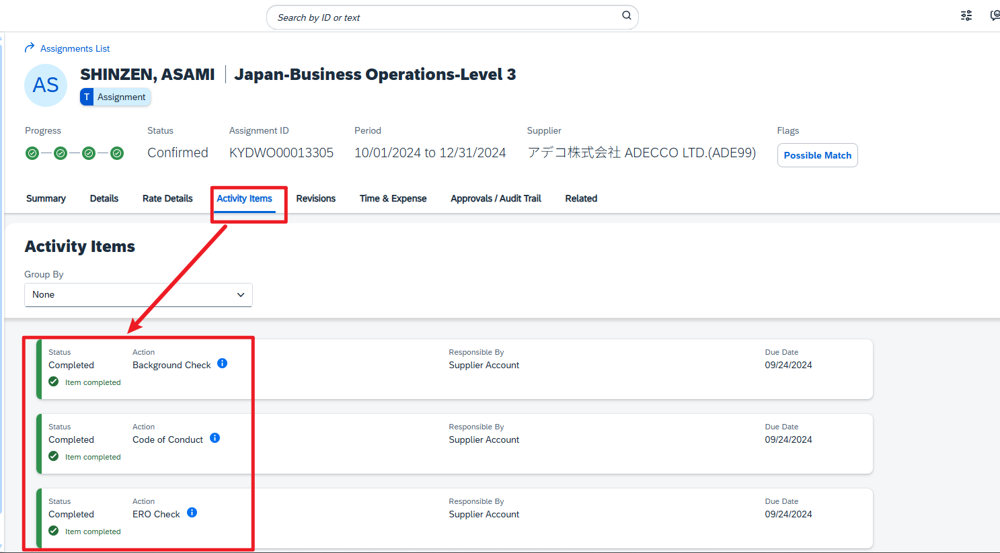 Search by ID or text
Assignments List
AS
SHINZEN, ASAMI | Japan-Business Operations-Level 3
T Assignment
Progress Status Assignment ID Period Supplier Flags
Confirmed KYDWO00013305 10/01/2024 to 12/31/2024 アデコ株式会社 ADECCO LTD.(ADE99) Possible Match
Summary Details Rate Details Activity Items Revisions Time & Expense Approvals / Audit Trail Related
Activity Items
Group By
None
Status Action Responsible By Due Date
Completed Background Check Supplier Account 09/24/2024
Item completed
Status Action Responsible By Due Date
Completed Code of Conduct Supplier Account 09/24/2024
Item completed
Status Action Responsible By Due Date
Completed ERO Check Supplier Account 09/24/2024
Item completed